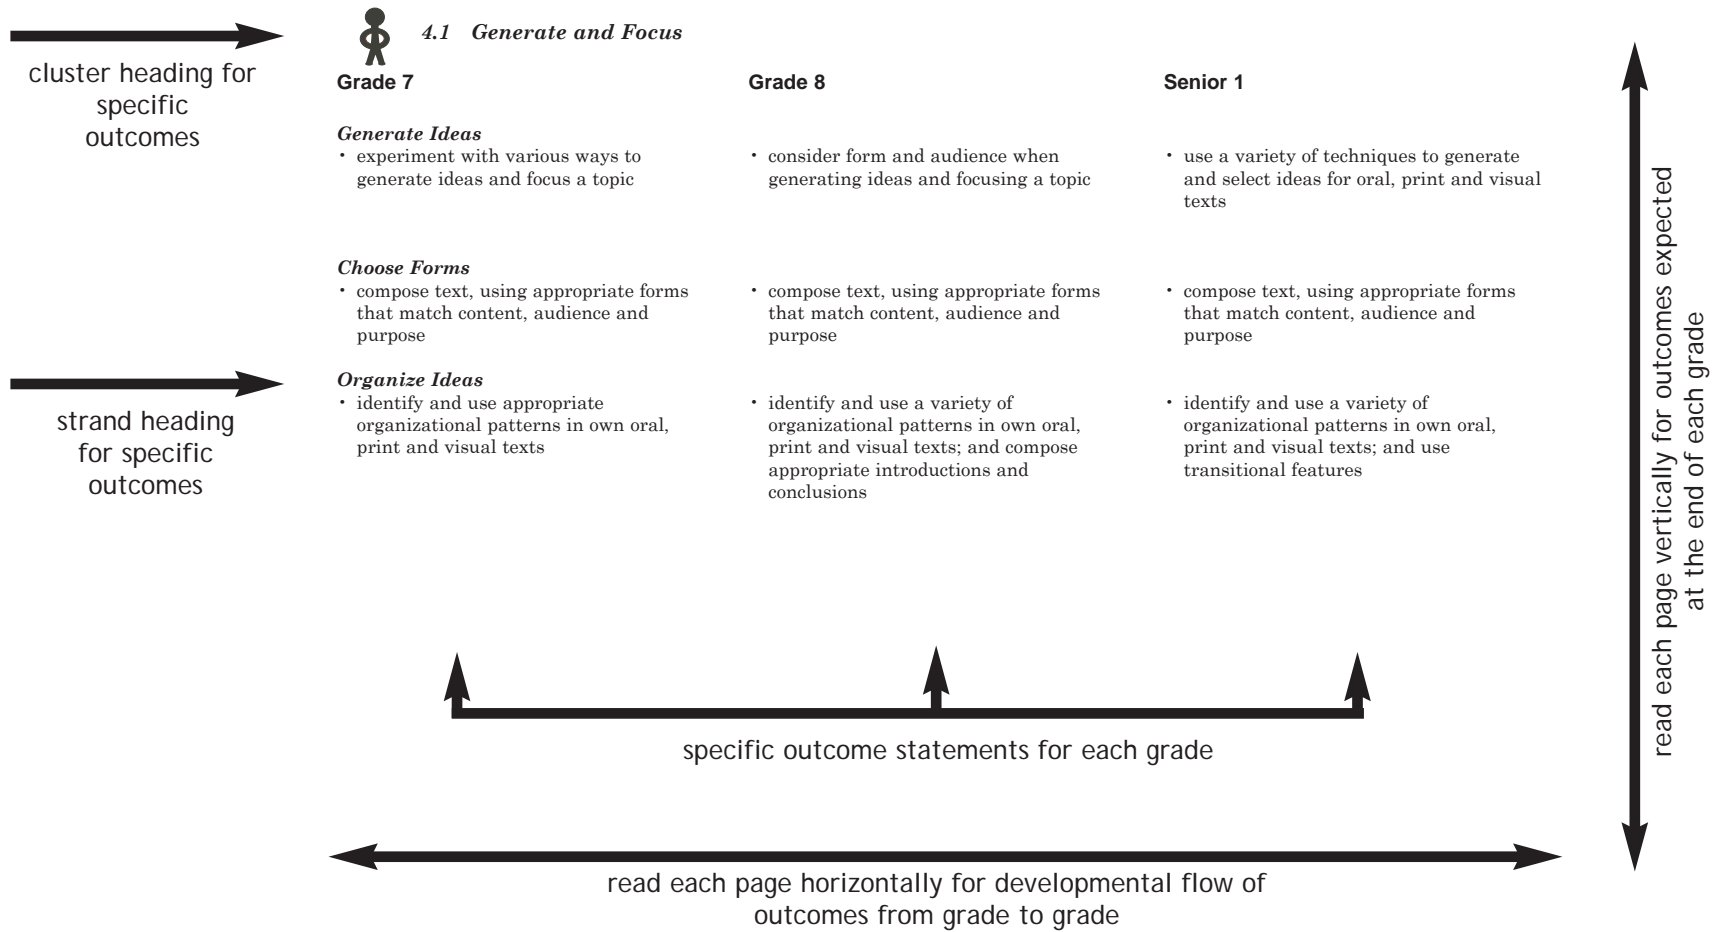 cluster heading for
specific
outcomes
4.1 Generate and Focus
Grade 7
Grade 8
Senior 1
Generate Ideas
• experiment with various ways to
generate ideas and focus a topic
• consider form and audience when
generating ideas and focusing a topic
• use a variety of techniques to generate
and select ideas for oral, print and visual
texts
Choose Forms
• compose text, using appropriate forms
that match content, audience and
purpose
• compose text, using appropriate forms
that match content, audience and
purpose
• compose text, using appropriate forms
that match content, audience and
purpose
strand heading
for specific
outcomes
Organize Ideas
• identify and use appropriate
organizational patterns in own oral,
print and visual texts
• identify and use a variety of
organizational patterns in own oral,
print and visual texts; and compose
appropriate introductions and
conclusions
• identify and use a variety of
organizational patterns in own oral,
print and visual texts; and use
transitional features
specific outcome statements for each grade
read each page horizontally for developmental flow of
outcomes from grade to grade
read each page vertically for outcomes expected
at the end of each grade